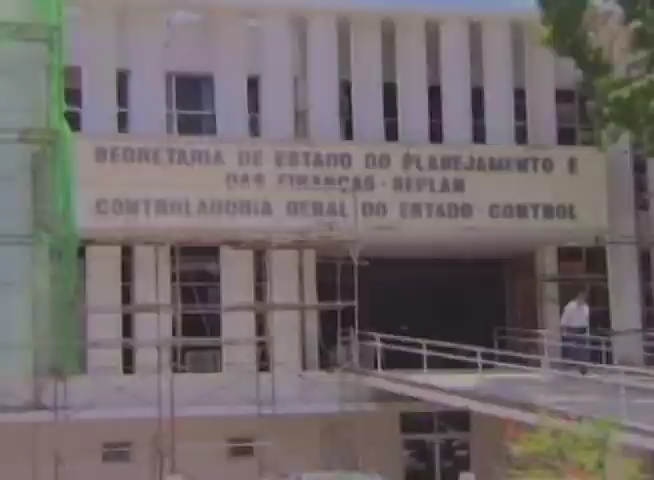 SECRETARIA DE ESTADO DO PLANEJAMENTO E
DAS FINANÇAS - SEPLAN
CONTROLADORIA GERAL DO ESTADO - CONTROL